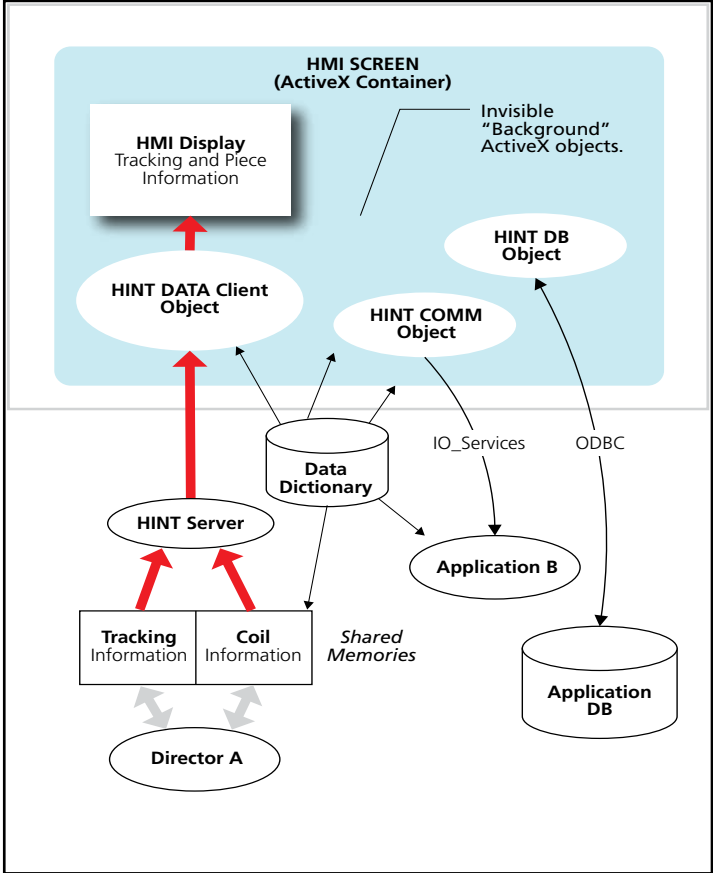 HMI SCREEN
(ActiveX Container)
Invisible
“Background”
ActiveX objects.
HMI Display
Tracking and Piece
Information
HINT DB
Object
HINT DATA Client
Object
HINT COMM
Object
IO_Services
ODBC
Data
Dictionary
HINT Server
Application B
Tracking
Information
Coil
Information
Shared
Memories
Application
DB
Director A